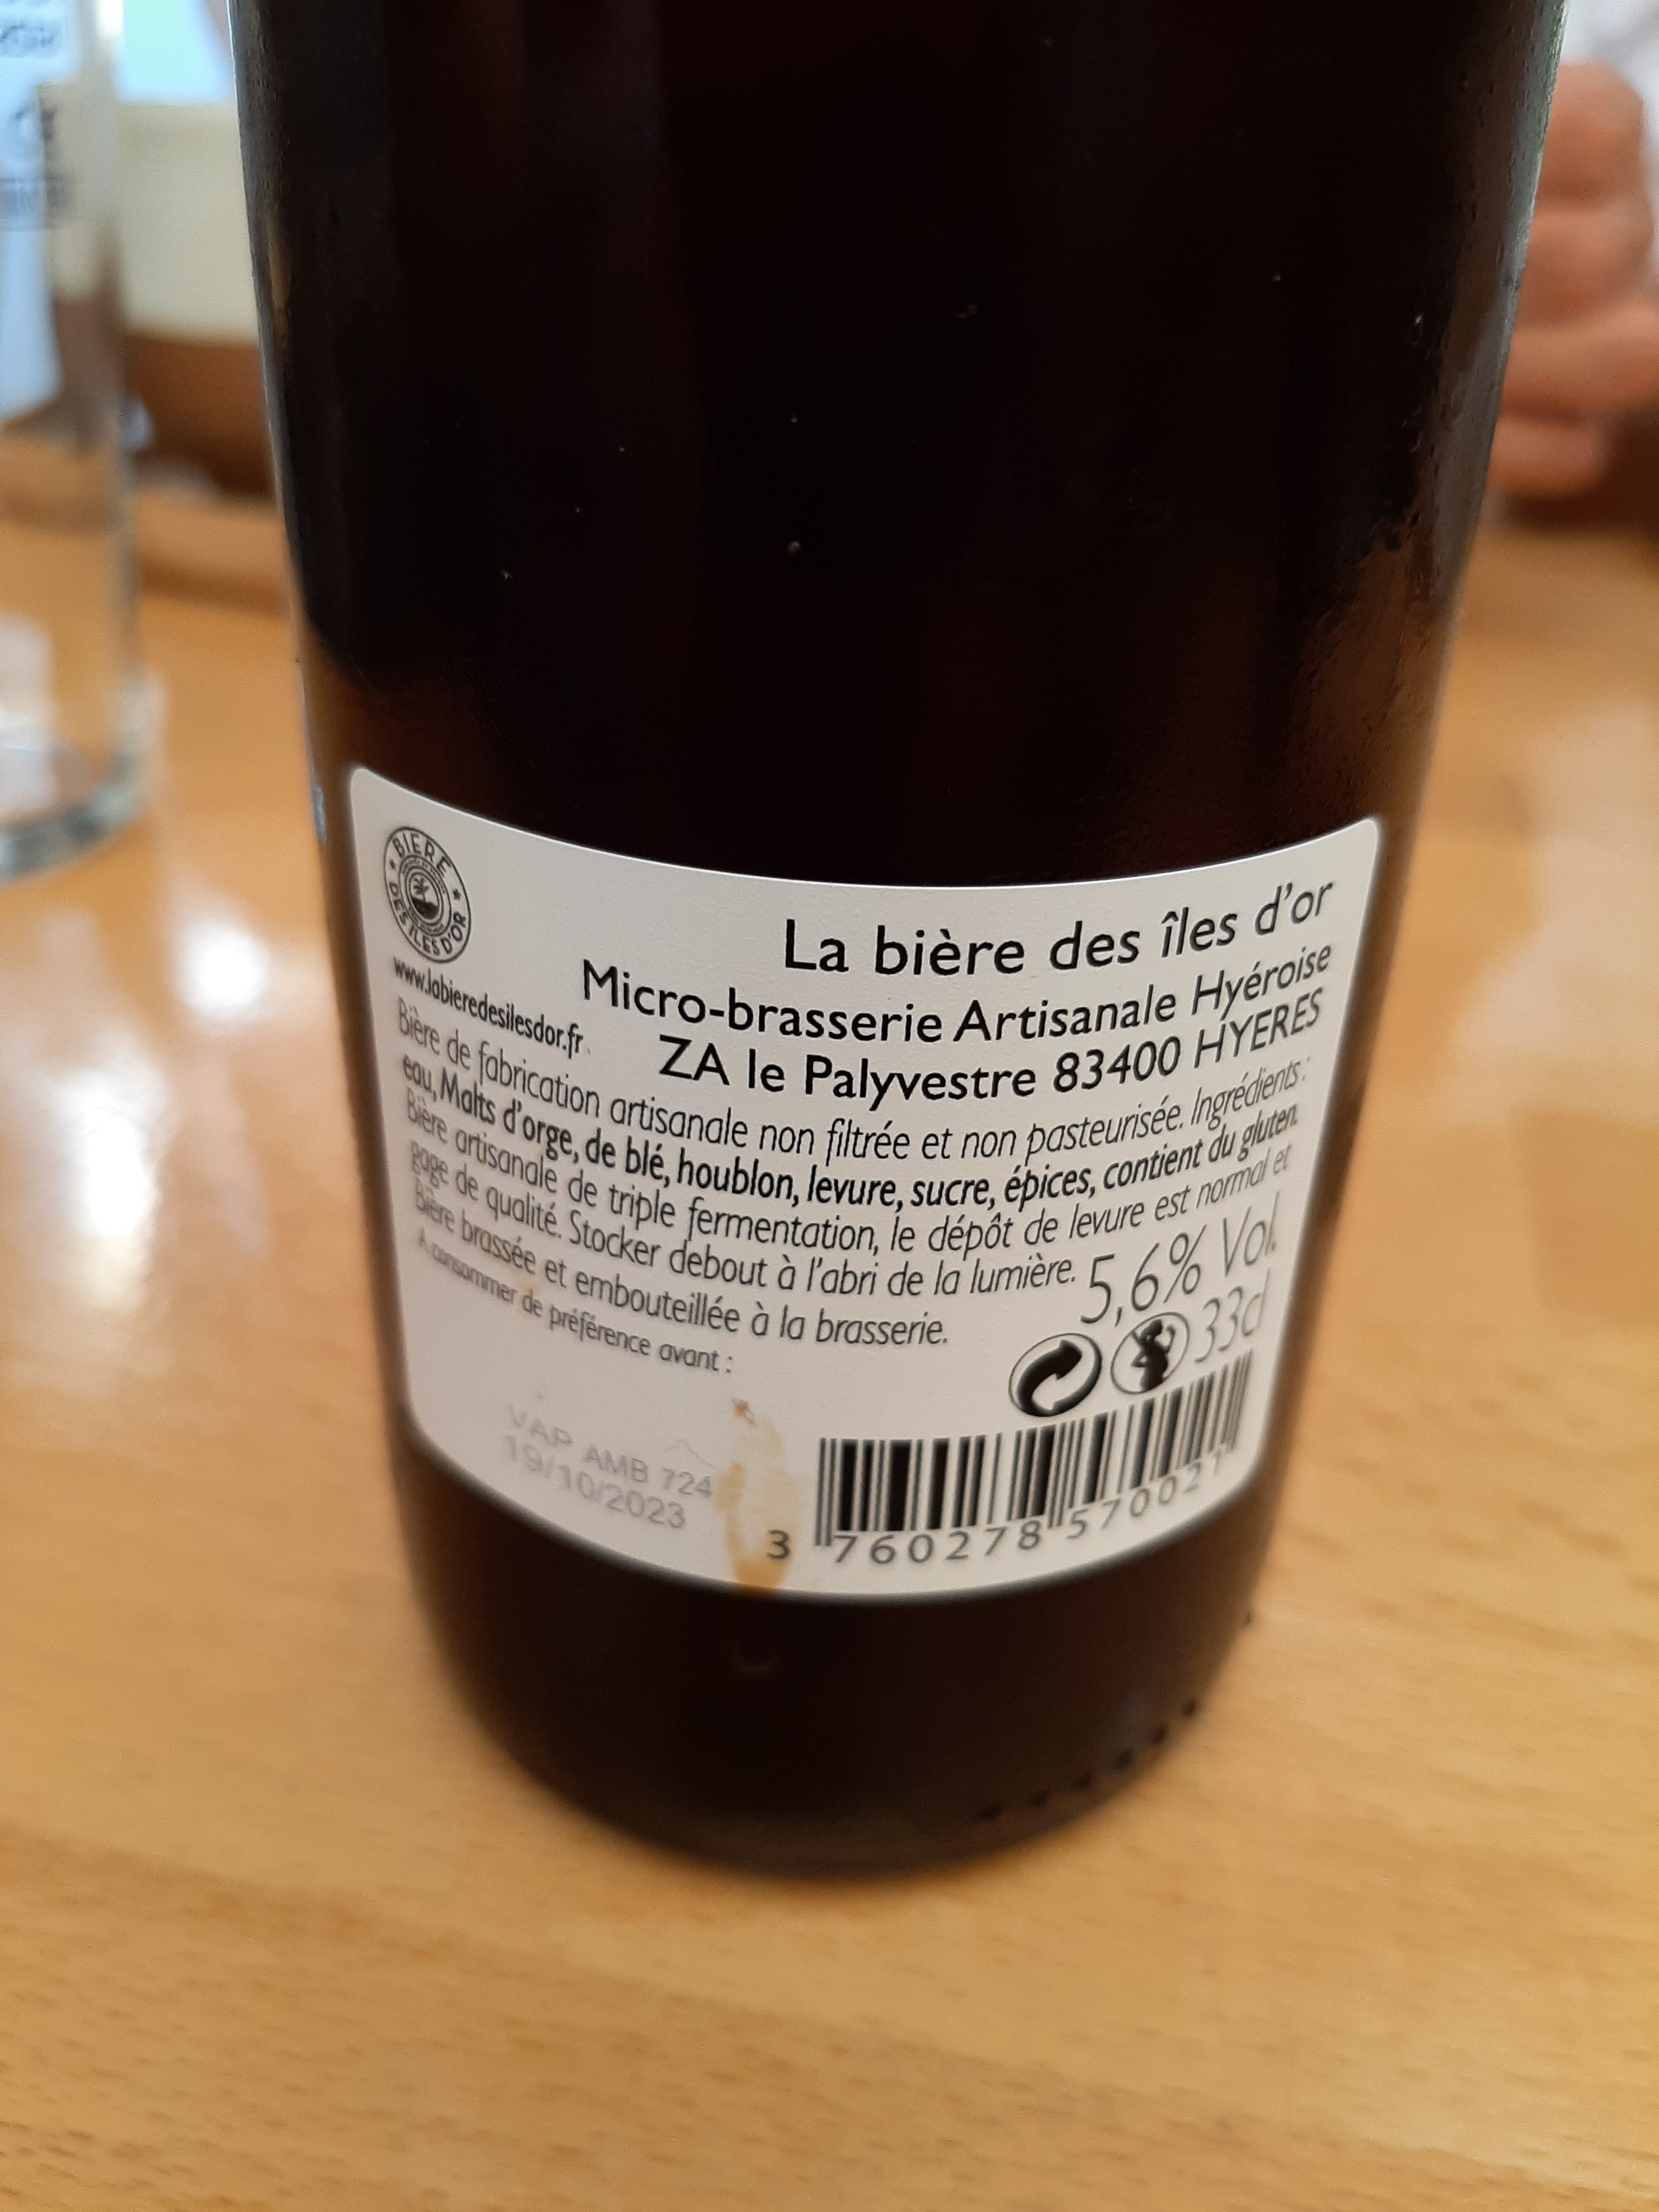 BIERE DES ILES D'OR
www.labieredesilesdor.fr
La bière des îles d'or
Micro-brasserie Artisanale Hyéroise
ZA le Palyvestre 83400 HYERES
Bière de fabrication artisanale non filtrée et non pasteurisée. Ingrédients :
eau, Malts d'orge, de blé, houblon, levure, sucre, épices, contient du gluten.
Bière artisanale de triple fermentation, le dépôt de levure est normal et
gage de qualité. Stocker debout à l'abri de la lumière.
Bière brassée et embouteillée à la brasserie.
A consommer de préférence avant :
5,6% Vol.
33cl
VAP AMB 724
19/10/2023
3 760278 570021